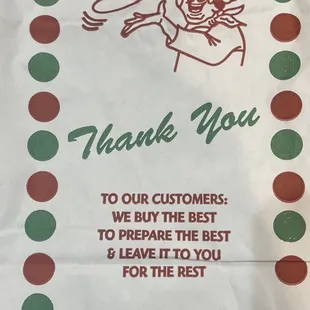 Thank You
TO OUR CUSTOMERS:
WE BUY THE BEST
TO PREPARE THE BEST
& LEAVE IT TO YOU
FOR THE REST